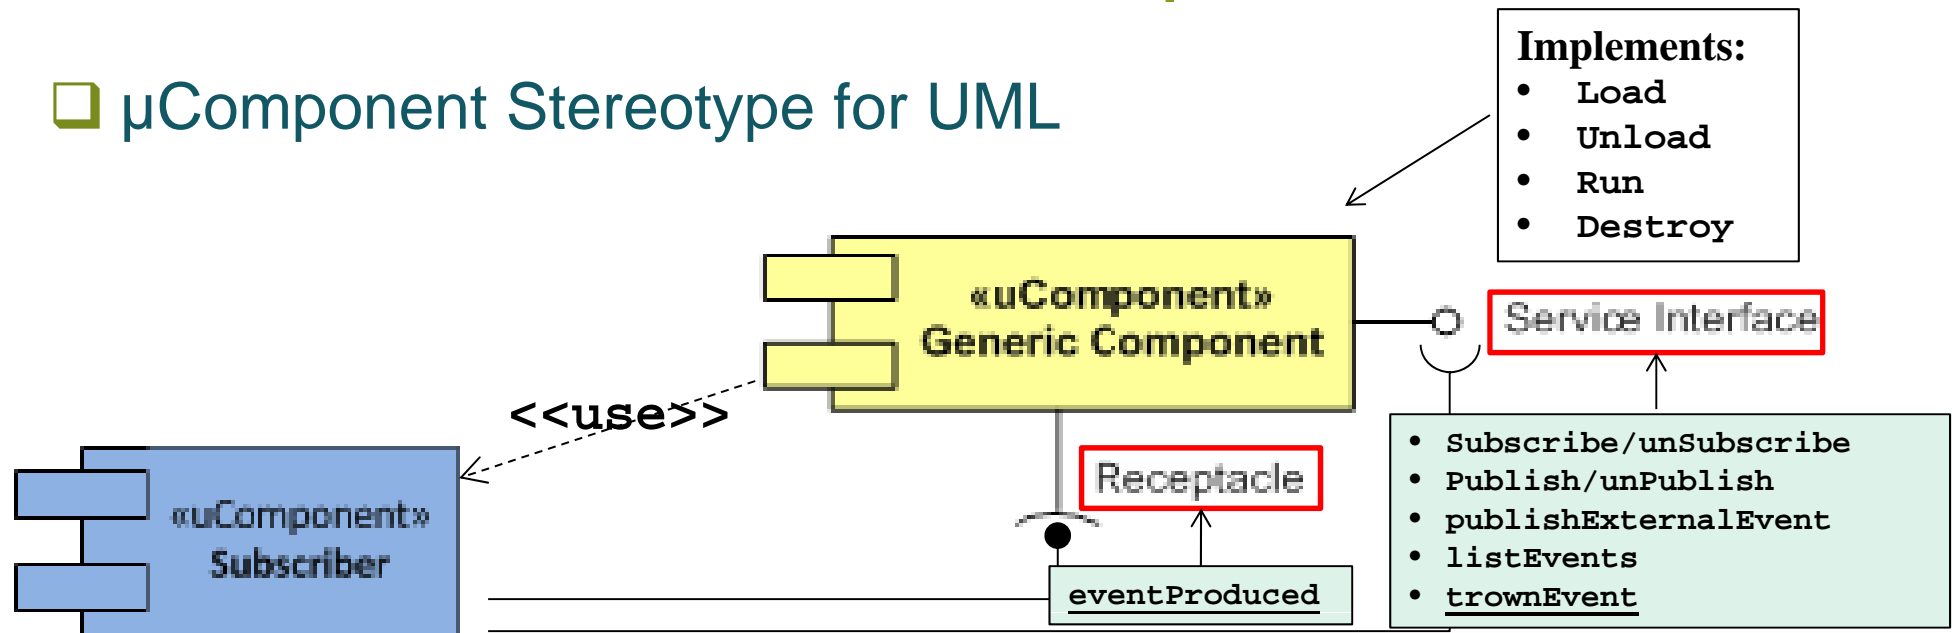 µComponent Stereotype for UML
Implements:
• Load
• Unload
• Run
• Destroy
«uComponent»
Generic Component
Service Interface
<<use>>
Receptacle
«uComponent»
Subscriber
eventProduced
• Subscribe/unSubscribe
• Publish/unPublish
• publishExternalEvent
• listEvents
• trownEvent